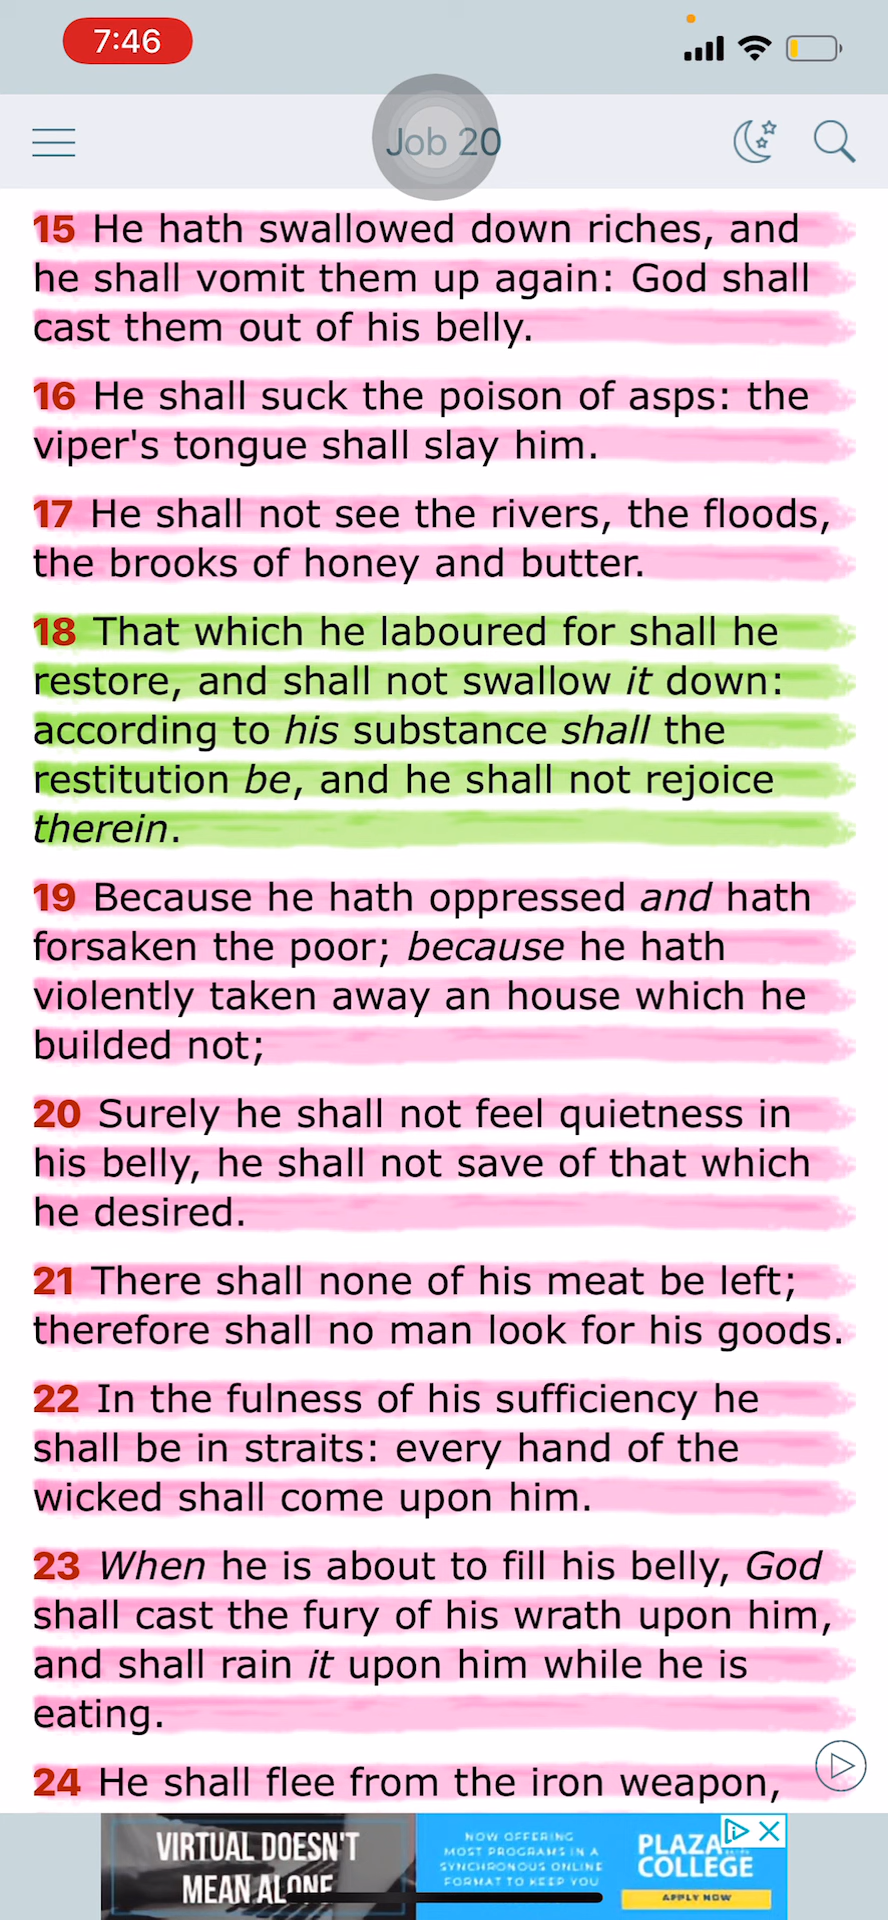 7:46
Job 20
15 He hath swallowed down riches, and
he shall vomit them up again: God shall
cast them out of his belly.
16 He shall suck the poison of asps: the
viper's tongue shall slay him.
17 He shall not see the rivers, the floods,
the brooks of honey and butter.
18 That which he laboured for shall he
restore, and shall not swallow it down:
according to his substance shall the
restitution be, and he shall not rejoice
therein.
19 Because he hath oppressed and hath
forsaken the poor; because he hath
violently taken away an house which he
builded not;
20 Surely he shall not feel quietness in
his belly, he shall not save of that which
he desired.
21 There shall none of his meat be left;
therefore shall no man look for his goods.
22 In the fulness of his sufficiency he
shall be in straits: every hand of the
wicked shall come upon him.
23 When he is about to fill his belly, God
shall cast the fury of his wrath upon him,
and shall rain it upon him while he is
eating.
24 He shall flee from the iron weapon,
VIRTUAL DOESN'T
MEAN ALONE
NOW OFFERING
MOST PROGRAMS IN A
SYNCHRONOUS ONLINE
FORMAT TO KEEP YOU
PLAZA
COLLEGE
APPLY NOW